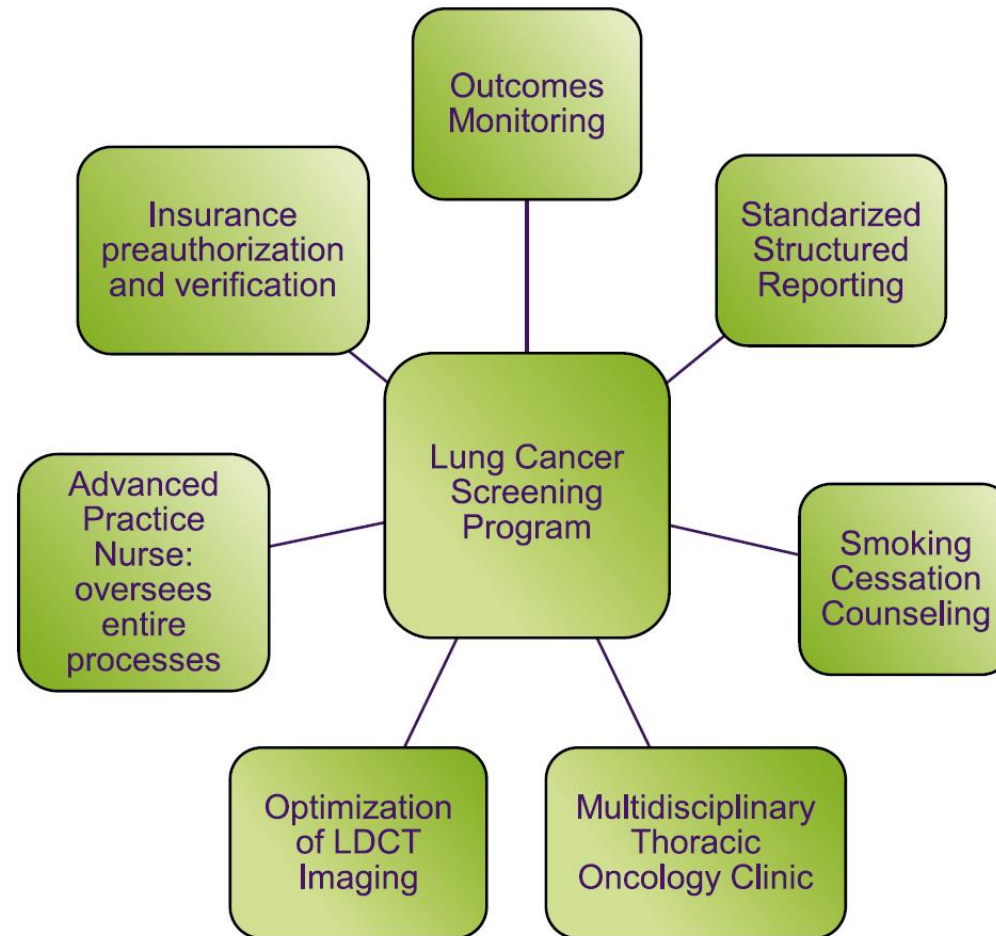 Outcomes
Monitoring
Insurance
preauthorization
and verification
Standarized
Structured
Reporting
Lung Cancer
Screening
Program
Advanced
Practice
Nurse:
oversees
entire
processes
Smoking
Cessation
Counseling
Optimization
of LDCT
Imaging
Multidisciplinary
Thoracic
Oncology Clinic